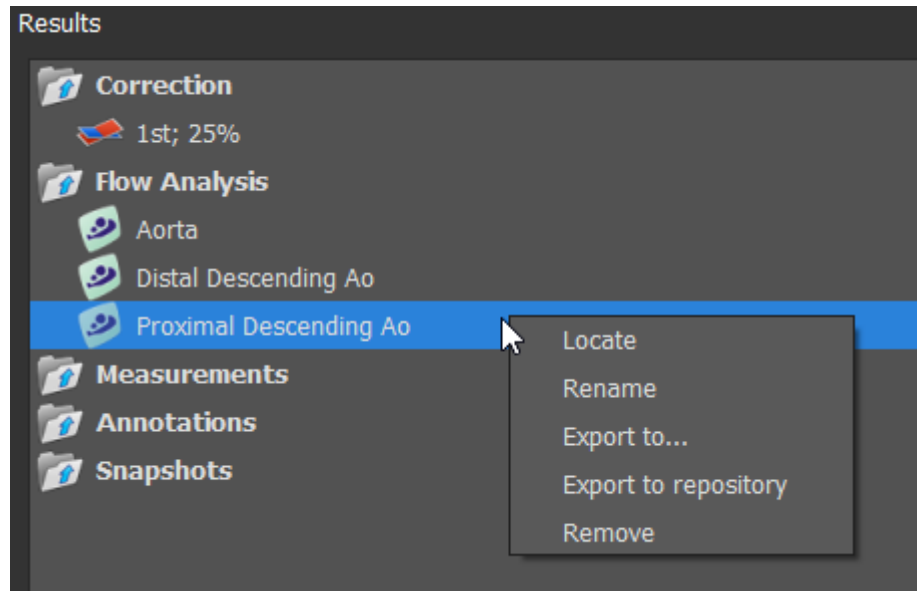 Results
Correction
1st; 25%
Flow Analysis
Aorta
Distal Descending Ao
Proximal Descending Ao
Locate
Rename
Export to...
Export to repository
Remove
Measurements
Annotations
Snapshots